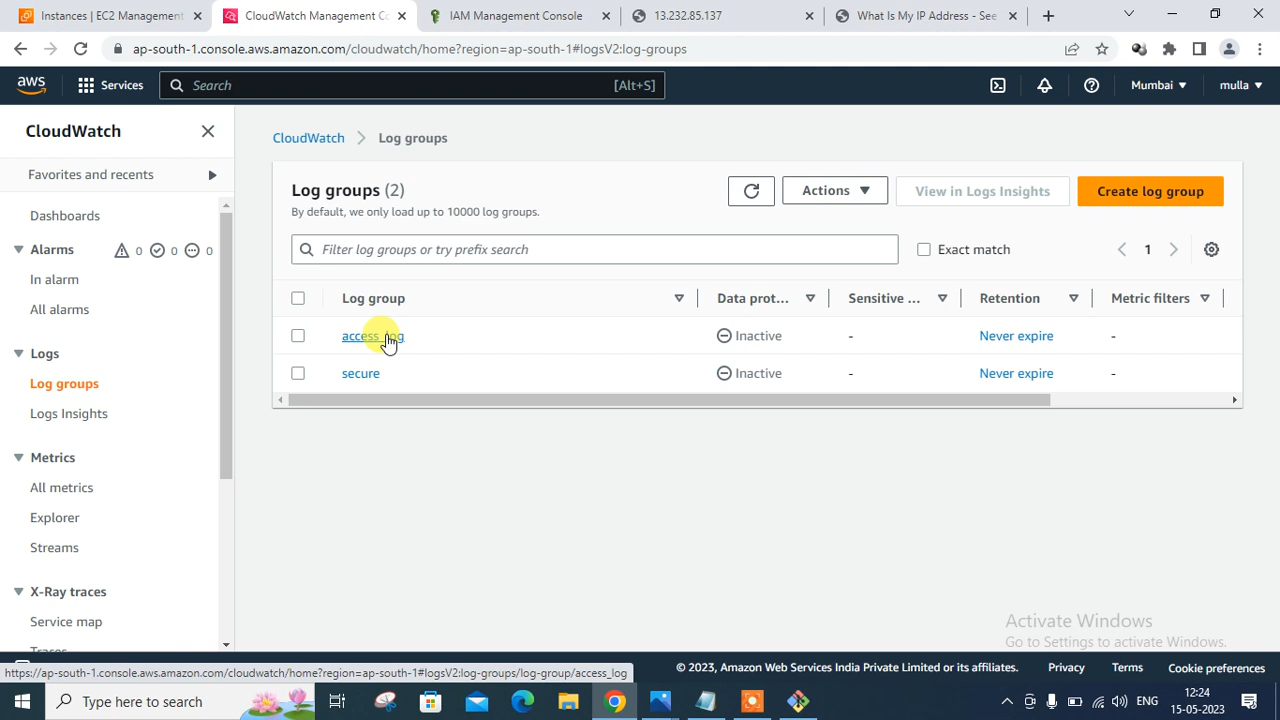 Instances | EC2 Management
CloudWatch Management Co
IAM Management Console
13.232.85.137
What Is My IP Address - See
ap-south-1.console.aws.amazon.com/cloudwatch/home?region=ap-south-1#logsV2:log-groups
aws
Services
Search
[Alt+S]
Mumbai
mulla
CloudWatch
Favorites and recents
Dashboards
Alarms 0 0 0
In alarm
All alarms
Logs
Log groups
Logs Insights
Metrics
All metrics
Explorer
Streams
X-Ray traces
Service map
Traces
CloudWatch Log groups
Log groups (2)
By default, we only load up to 10000 log groups.
Actions
View in Logs Insights
Create log group
Filter log groups or try prefix search
Exact match
1
Log group Data prot... Sensitive ... Retention Metric filters
access_log Inactive - Never expire -
secure Inactive - Never expire -
Activate Windows
Go to Settings to activate Windows.
https://ap-south-1.console.aws.amazon.com/cloudwatch/home?region=ap-south-1#logsV2:log-groups/log-group/access_log
© 2023, Amazon Web Services India Private Limited or its affiliates.
Privacy
Terms
Cookie preferences
Type here to search
ENG
12:24
15-05-2023